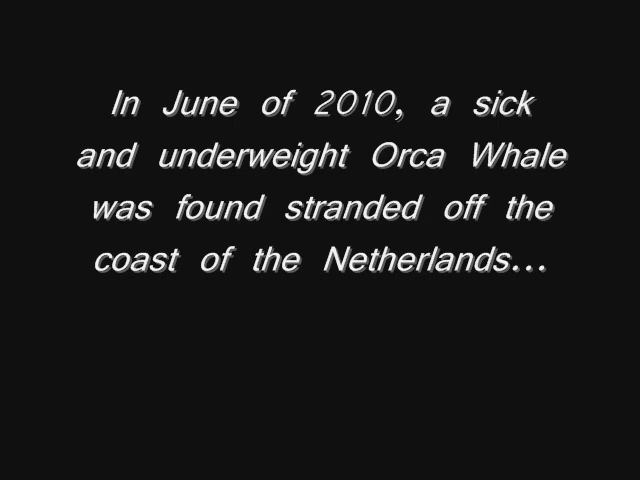 In June of 2010, a sick
and underweight Orca Whale
was found stranded off the
coast of the Netherlands...